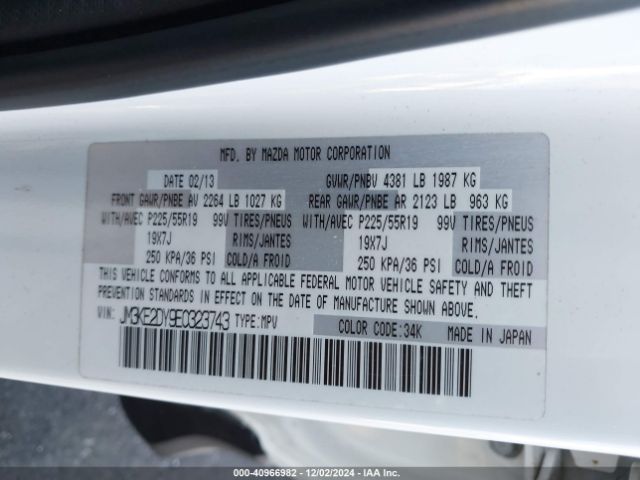 MFD. BY MAZDA MOTOR CORPORATION
DATE 02/13 GVWR/PNBV 4381 LB 1987 KG
FRONT GAWR/PNBE AV 2264 LB 1027 KG REAR GAWR/PNBE AR 2123 LB 963 KG
WITH/AVEC P225/55R19 99V TIRES/PNEUS WITH/AVEC P225/55R19 99V TIRES/PNEUS
19X7J RIMS/JANTES 19X7J RIMS/JANTES
250 KPA/36 PSI COLD/A FROID 250 KPA/36 PSI COLD/A FROID
THIS VEHICLE CONFORMS TO ALL APPLICABLE FEDERAL MOTOR VEHICLE SAFETY AND THEFT
PREVENTION STANDARDS IN EFFECT ON THE DATE OF MANUFACTURE SHOWN ABOVE.
VIN: JM3KE2DY9E0323743 TYPE:MPV COLOR CODE:34K MADE IN JAPAN
000-40966982 - 12/02/2024 - IAA Inc.